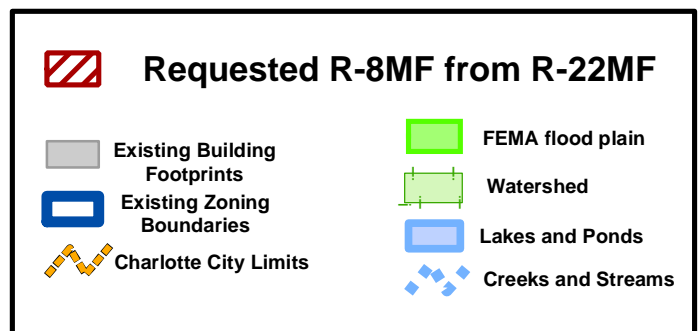 Requested R-8MF from R-22MF
Existing Building
Footprints
Existing Zoning
Boundaries
Charlotte City Limits
FEMA flood plain
Watershed
Lakes and Ponds
Creeks and Streams